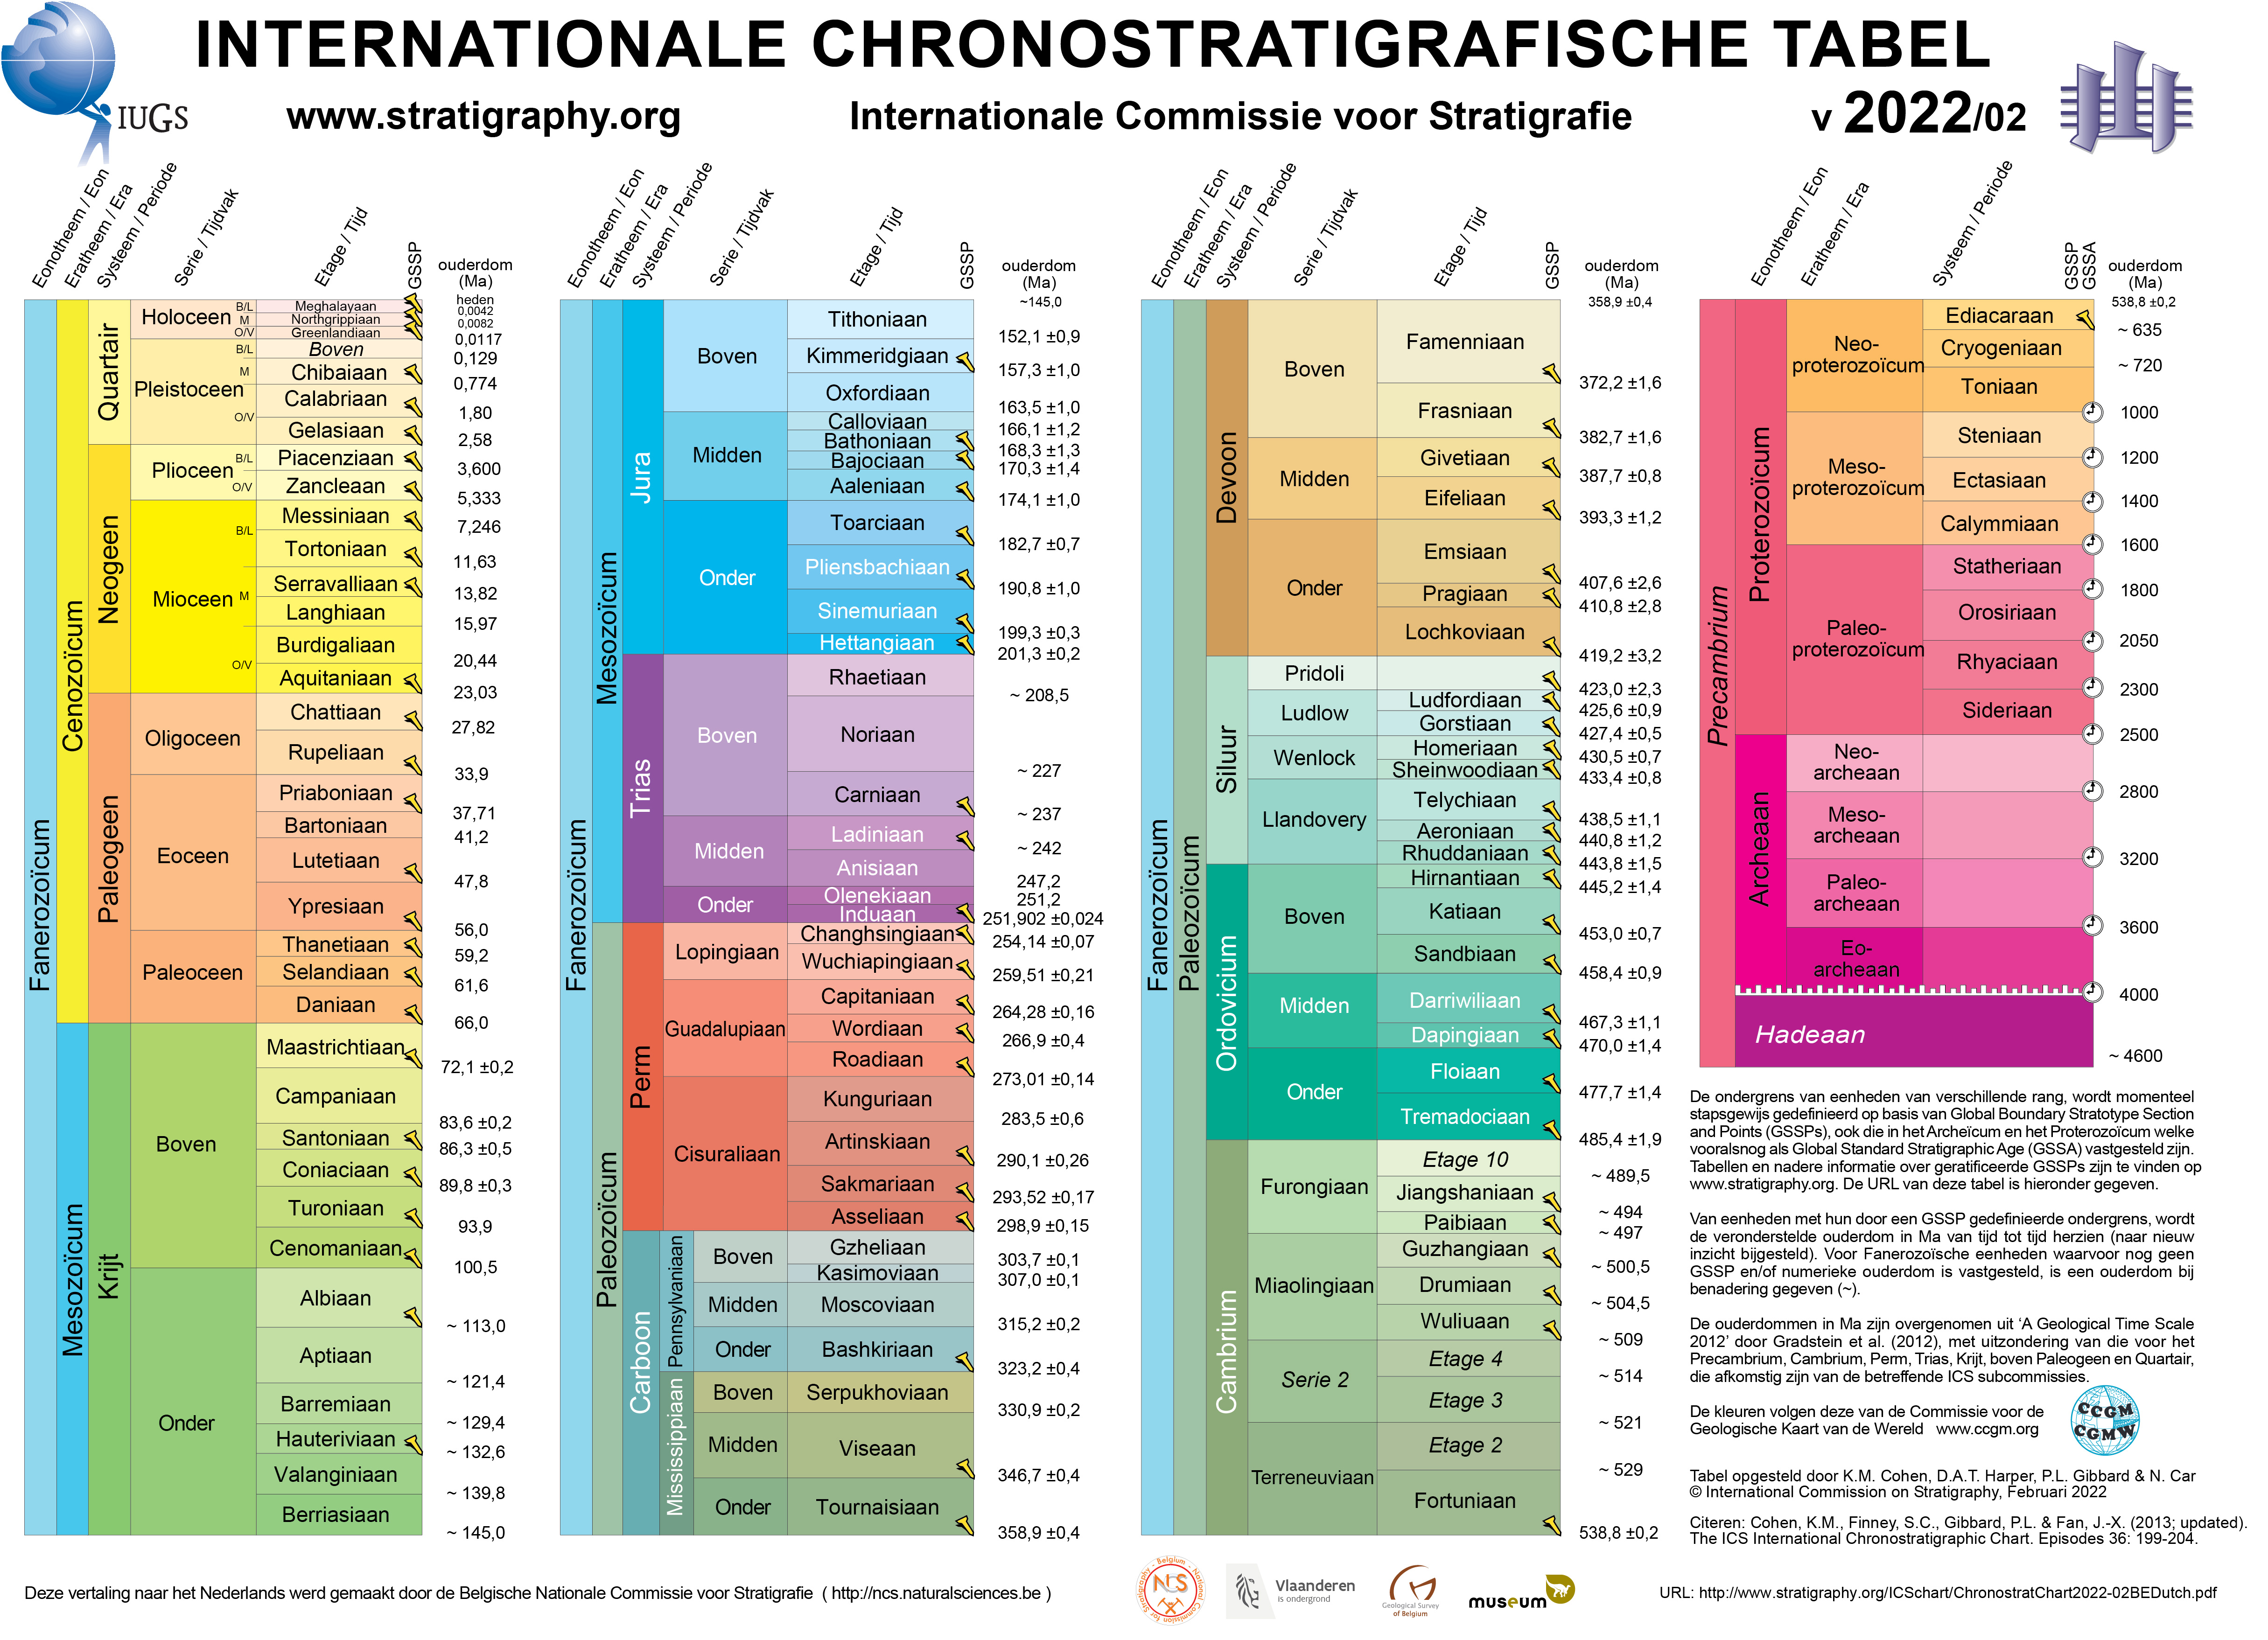 INTERNATIONALE CHRONOSTRATIGRAFISCHE TABEL
IUGS
www.stratigraphy.org
Internationale Commissie voor Stratigrafie
v 2022/02
Eonotheem / Eon
Eratheem / Era
Systeem / Periode
Serie / Tijdvak
Etage / Tijd
GSSP
ouderdom
(Ma)
Fanerozoïcum
Cenozoïcum
Quartair
Holoceen
B/L
M
O/V
Meghalayaan
Northgrippiaan
Greenlandiaan
heden
0,0042
0,0082
0,0117
Pleistoceen
B/L
M
O/V
Boven
0,129
Chibaiaan
0,774
Calabriaan
1,80
Gelasiaan
2,58
Neogeen
Plioceen
B/L
O/V
Piacenziaan
3,600
Zancleaan
5,333
Mioceen
B/L
M
O/V
Messiniaan
7,246
Tortoniaan
11,63
Serravalliaan
13,82
Langhiaan
15,97
Burdigaliaan
20,44
Aquitaniaan
23,03
Paleogeen
Oligoceen
Chattiaan
27,82
Rupeliaan
33,9
Eoceen
Priaboniaan
37,71
Bartoniaan
41,2
Lutetiaan
47,8
Ypresiaan
56,0
Paleoceen
Thanetiaan
59,2
Selandiaan
61,6
Daniaan
66,0
Mesozoïcum
Krijt
Boven
Maastrichtiaan
72,1 ±0,2
Campaniaan
83,6 ±0,2
Santoniaan
86,3 ±0,5
Coniaciaan
89,8 ±0,3
Turoniaan
93,9
Cenomaniaan
100,5
Onder
Albiaan
~ 113,0
Aptiaan
~ 121,4
Barremiaan
~ 129,4
Hauteriviaan
~ 132,6
Valanginiaan
~ 139,8
Berriasiaan
~ 145,0
Eonotheem / Eon
Eratheem / Era
Systeem / Periode
Serie / Tijdvak
Etage / Tijd
GSSP
ouderdom
(Ma)
~145,0
Fanerozoïcum
Mesozoïcum
Jura
Boven
Tithoniaan
152,1 ±0,9
Kimmeridgiaan
157,3 ±1,0
Oxfordiaan
163,5 ±1,0
Midden
Calloviaan
166,1 ±1,2
Bathoniaan
168,3 ±1,3
Bajociaan
170,3 ±1,4
Aaleniaan
174,1 ±1,0
Onder
Toarciaan
182,7 ±0,7
Pliensbachiaan
190,8 ±1,0
Sinemuriaan
199,3 ±0,3
Hettangiaan
201,3 ±0,2
Trias
Boven
Rhaetiaan
~ 208,5
Noriaan
~ 227
Carniaan
~ 237
Midden
Ladiniaan
~ 242
Anisiaan
247,2
Onder
Olenekiaan
251,2
Induaan
251,902 ±0,024
Paleozoïcum
Perm
Lopingiaan
Changhsingiaan
254,14 ±0,07
Wuchiapingiaan
259,51 ±0,21
Guadalupiaan
Capitaniaan
264,28 ±0,16
Wordiaan
266,9 ±0,4
Roadiaan
273,01 ±0,14
Cisuraliaan
Kunguriaan
283,5 ±0,6
Artinskiaan
290,1 ±0,26
Sakmariaan
293,52 ±0,17
Asseliaan
298,9 ±0,15
Carboon
Pennsylvaniaan
Boven
Gzheliaan
303,7 ±0,1
Kasimoviaan
307,0 ±0,1
Midden
Moscoviaan
315,2 ±0,2
Onder
Bashkiriaan
323,2 ±0,4
Mississippiaan
Boven
Serpukhoviaan
330,9 ±0,2
Midden
Viseaan
346,7 ±0,4
Onder
Tournaisiaan
358,9 ±0,4
Eonotheem / Eon
Eratheem / Era
Systeem / Periode
Serie / Tijdvak
Etage / Tijd
GSSP
ouderdom
(Ma)
358,9 ±0,4
Fanerozoïcum
Paleozoïcum
Devoon
Boven
Famenniaan
372,2 ±1,6
Frasniaan
382,7 ±1,6
Midden
Givetiaan
387,7 ±0,8
Eifeliaan
393,3 ±1,2
Onder
Emsiaan
407,6 ±2,6
Pragiaan
410,8 ±2,8
Lochkoviaan
419,2 ±3,2
Siluur
Pridoli
423,0 ±2,3
Ludlow
Ludfordiaan
425,6 ±0,9
Gorstiaan
427,4 ±0,5
Wenlock
Homeriaan
430,5 ±0,7
Sheinwoodiaan
433,4 ±0,8
Llandovery
Telychiaan
438,5 ±1,1
Aeroniaan
440,8 ±1,2
Rhuddaniaan
443,8 ±1,5
Ordovicium
Boven
Hirnantiaan
445,2 ±1,4
Katiaan
453,0 ±0,7
Sandbiaan
458,4 ±0,9
Midden
Darriwiliaan
467,3 ±1,1
Dapingiaan
470,0 ±1,4
Onder
Floiaan
477,7 ±1,4
Tremadociaan
485,4 ±1,9
Cambrium
Furongiaan
Etage 10
~ 489,5
Jiangshaniaan
~ 494
Paibiaan
~ 497
Miaolingiaan
Guzhangiaan
~ 500,5
Drumiaan
~ 504,5
Wuliuaan
~ 509
Serie 2
Etage 4
~ 514
Etage 3
~ 521
Terreneuviaan
Etage 2
~ 529
Fortuniaan
538,8 ±0,2
Eonotheem / Eon
Eratheem / Era
Systeem / Periode
GSSP
GSSA
ouderdom
(Ma)
538,8 ±0,2
Precambrium
Proterozoïcum
Neo-
proterozoïcum
Ediacaraan
~ 635
Cryogeniaan
~ 720
Toniaan
1000
Meso-
proterozoïcum
Steniaan
1200
Ectasiaan
1400
Calymmiaan
1600
Paleo-
proterozoïcum
Statheriaan
1800
Orosiriaan
2050
Rhyaciaan
2300
Sideriaan
2500
Archeaan
Neo-
archeaan
2800
Meso-
archeaan
3200
Paleo-
archeaan
3600
Eo-
archeaan
4000
Hadeaan
~ 4600
De ondergrens van eenheden van verschillende rang, wordt momenteel
stapsgewijs gedefinieerd op basis van Global Boundary Stratotype Section
and Points (GSSPs), ook die in het Archeïcum en het Proterozoïcum welke
vooralsnog als Global Standard Stratigraphic Age (GSSA) vastgesteld zijn.
Tabellen en nadere informatie over geratificeerde GSSPs zijn te vinden op
www.stratigraphy.org. De URL van deze tabel is hieronder gegeven.
Van eenheden met hun door een GSSP gedefinieerde ondergrens, wordt
de veronderstelde ouderdom in Ma van tijd tot tijd herzien (naar nieuw
inzicht bijgesteld). Voor Fanerozoïsche eenheden waarvoor nog geen
GSSP en/of numerieke ouderdom is vastgesteld, is een ouderdom bij
benadering gegeven (~).
De ouderdommen in Ma zijn overgenomen uit ‘A Geological Time Scale
2012’ door Gradstein et al. (2012), met uitzondering van die voor het
Precambrium, Cambrium, Perm, Trias, Krijt, boven Paleogeen en Quartair,
die afkomstig zijn van de betreffende ICS subcommissies.
De kleuren volgen deze van de Commissie voor de
Geologische Kaart van de Wereld www.ccgm.org
CCGM
CGMW
Tabel opgesteld door K.M. Cohen, D.A.T. Harper, P.L. Gibbard & N. Car
© International Commission on Stratigraphy, Februari 2022
Citeren: Cohen, K.M., Finney, S.C., Gibbard, P.L. & Fan, J.-X. (2013; updated).
The ICS International Chronostratigraphic Chart. Episodes 36: 199-204.
Deze vertaling naar het Nederlands werd gemaakt door de Belgische Nationale Commissie voor Stratigrafie ( http://ncs.naturalsciences.be )
Belgium - National Commission for Stratigraphy
NCS
Vlaanderen
is ondergrond
Geological Survey
of Belgium
museum
URL: http://www.stratigraphy.org/ICSchart/ChronostratChart2022-02BEDutch.pdf